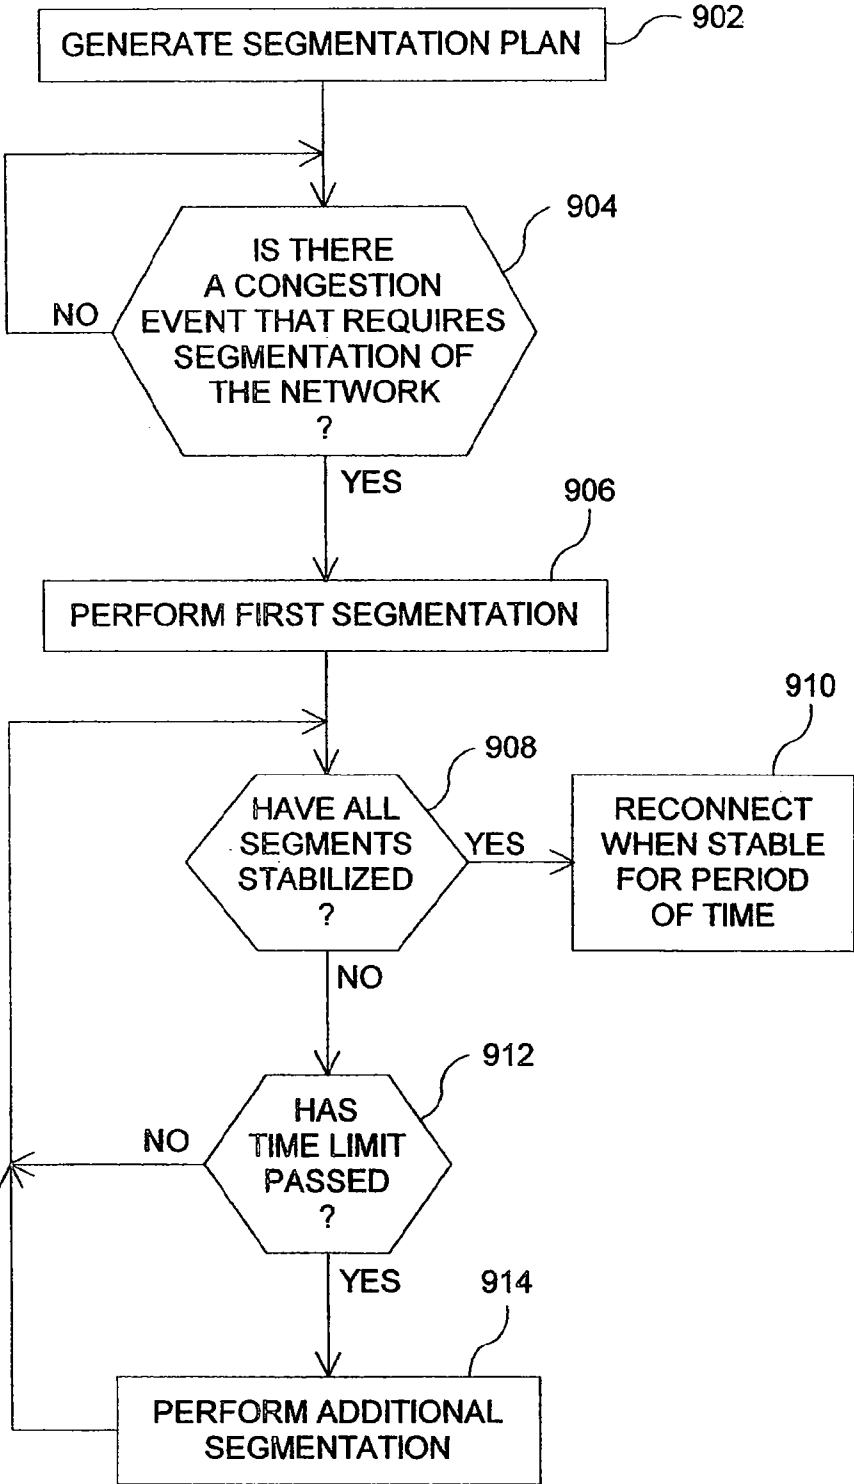 GENERATE SEGMENTATION PLAN
902
IS THERE
A CONGESTION
EVENT THAT REQUIRES
SEGMENTATION OF
THE NETWORK
?
904
NO
YES
906
PERFORM FIRST SEGMENTATION
910
908
HAVE ALL
SEGMENTS
STABILIZED
?
YES
RECONNECT
WHEN STABLE
FOR PERIOD
OF TIME
NO
912
HAS
TIME LIMIT
PASSED
?
NO
YES
914
PERFORM ADDITIONAL
SEGMENTATION